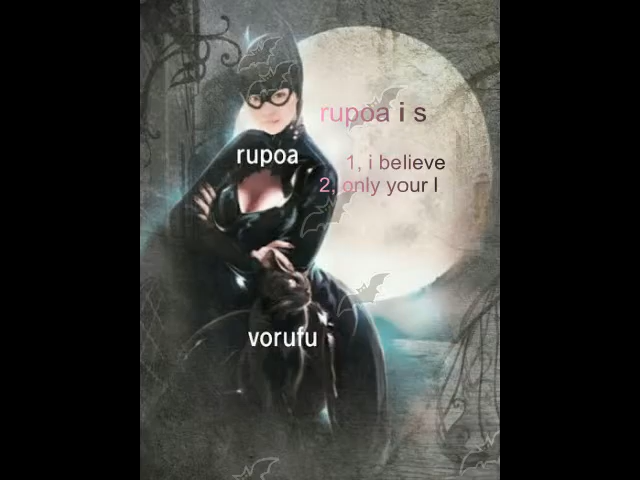 rupoa i s
rupoa
1, i believe
2, only your l
vorufu